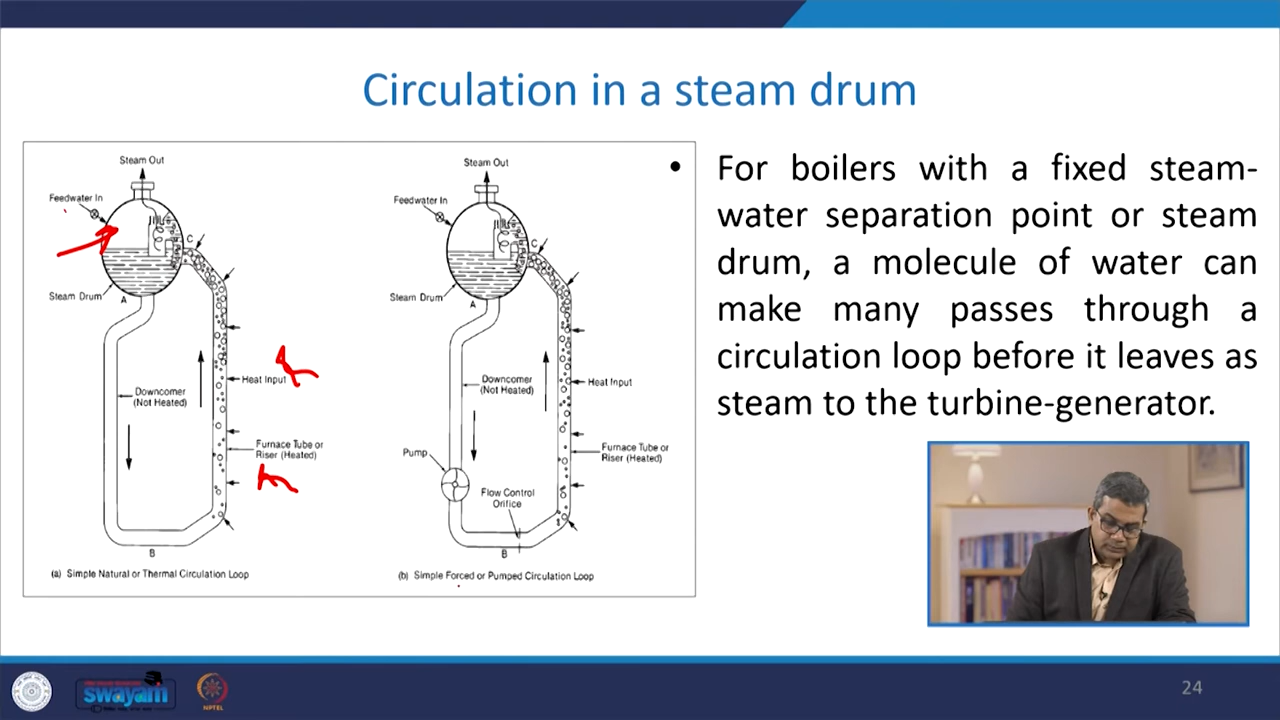 Circulation in a steam drum
Steam Out
Feedwater In
C
Steam Drum
A
Heat Input
Downcomer
(Not Heated)
Furnace Tube or
Riser (Heated)
B
(a) Simple Natural or Thermal Circulation Loop
Steam Out
Feedwater In
C
Steam Drum
A
Downcomer
(Not Heated)
Heat Input
Pump
Furnace Tube or
Riser (Heated)
Flow Control
Orifice
B
(b) Simple Forced or Pumped Circulation Loop
• For boilers with a fixed steam-
water separation point or steam
drum, a molecule of water can
make many passes through a
circulation loop before it leaves as
steam to the turbine-generator.
swayam
NPTEL
24